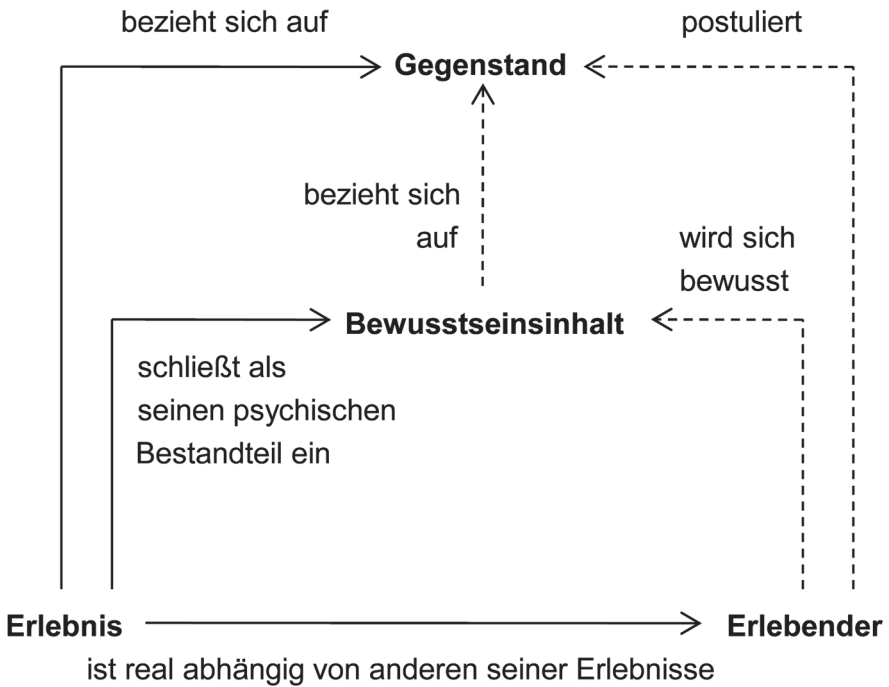 bezieht sich auf
postuliert
Gegenstand
bezieht sich
auf
wird sich
bewusst
Bewusstseinsinhalt
schließt als
seinen psychischen
Bestandteil ein
Erlebnis
Erlebender
ist real abhängig von anderen seiner Erlebnisse